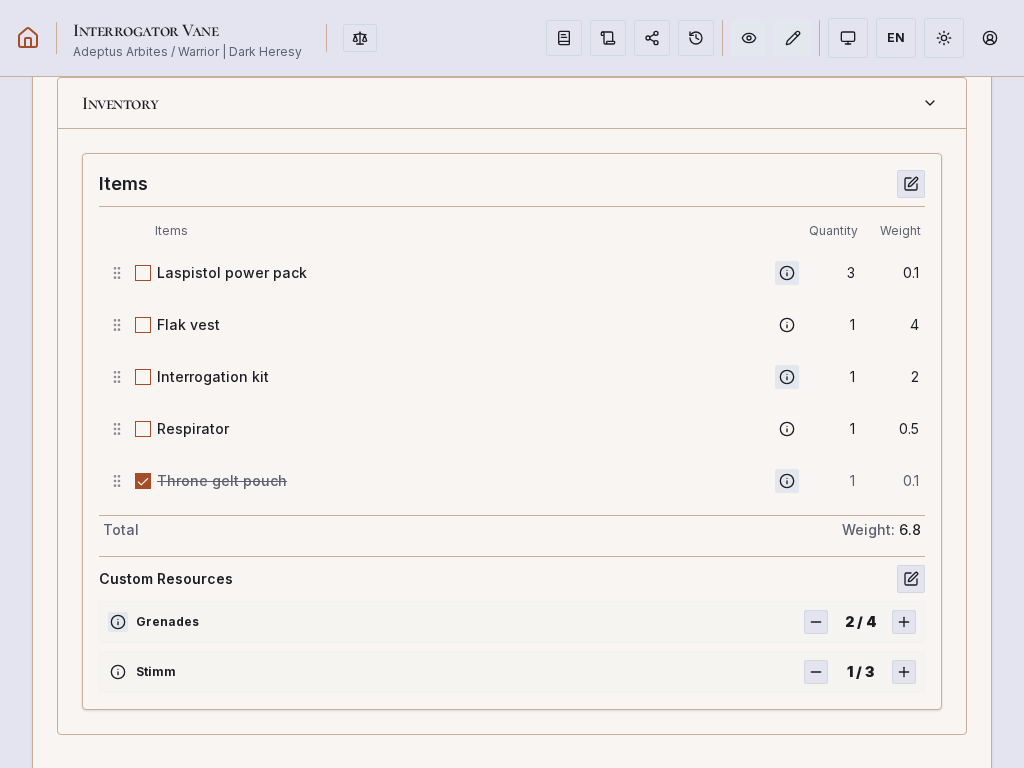 Interrogator Vane
Adeptus Arbites / Warrior | Dark Heresy
EN
Inventory
Items
Items Quantity Weight
Laspistol power pack 3 0.1
Flak vest 1 4
Interrogation kit 1 2
Respirator 1 0.5
Throne gelt pouch 1 0.1
Total Weight: 6.8
Custom Resources
Grenades 2 / 4
Stimm 1 / 3